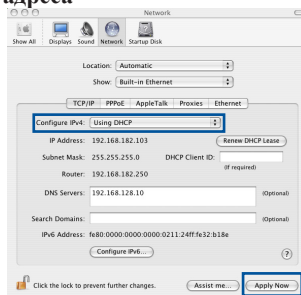 адреса
Network
Show All Displays Sound Network Startup Disk
Location: Automatic
Show: Built-in Ethernet
TCP/IP PPPoE AppleTalk Proxies Ethernet
Configure IPv4: Using DHCP
IP Address: 192.168.182.103 Renew DHCP Lease
Subnet Mask: 255.255.255.0 DHCP Client ID:
(If required)
Router: 192.168.182.250
DNS Servers: 192.168.128.10 (Optional)
Search Domains: (Optional)
IPv6 Address: fe80:0000:0000:0000:0211:24ff:fe32:b18e
Configure IPv6... ?
Click the lock to prevent further changes. Assist me... Apply Now